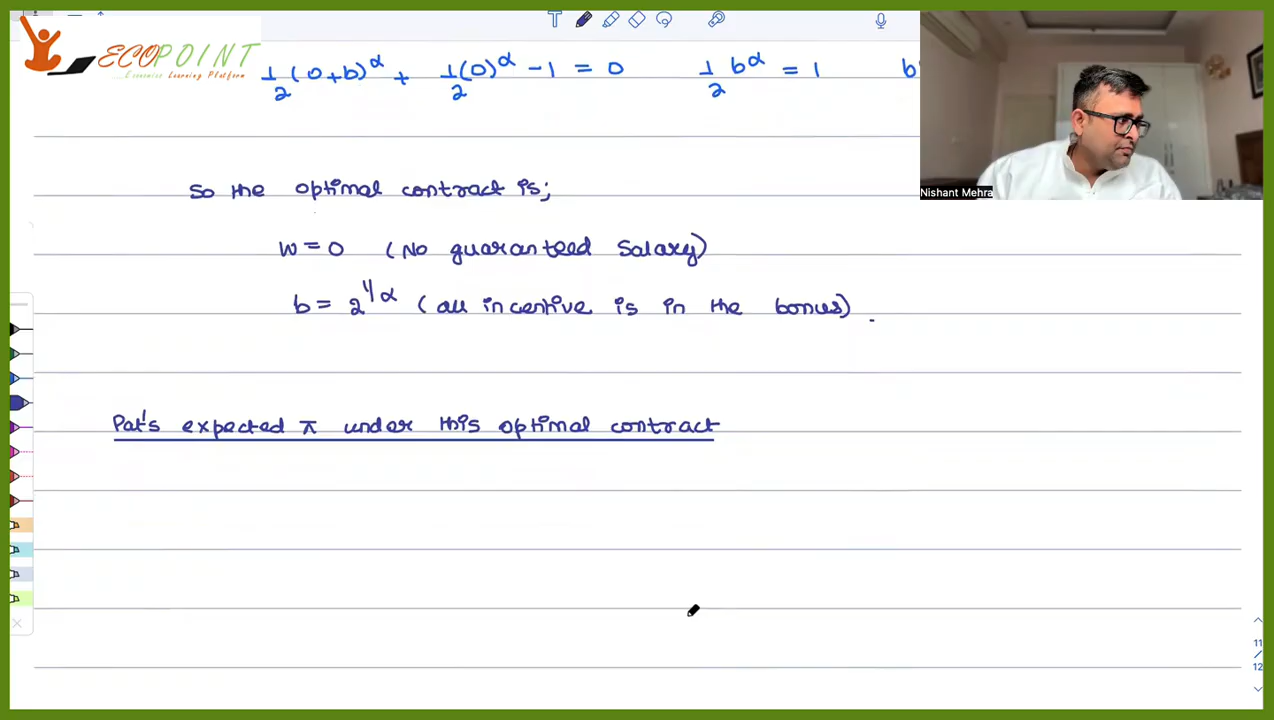 ECOPOINT
...Economics Learning Platform
1/2 (0+b)^α + 1/2 (0)^α - 1 = 0 1/2 b^α = 1 b
So the optimal contract is;
w = 0 (No guaranteed salary)
b = 2^1/α (all incentive is in the bonus).
Pat's expected π under this optimal contract
Nishant Mehra
11
/
12